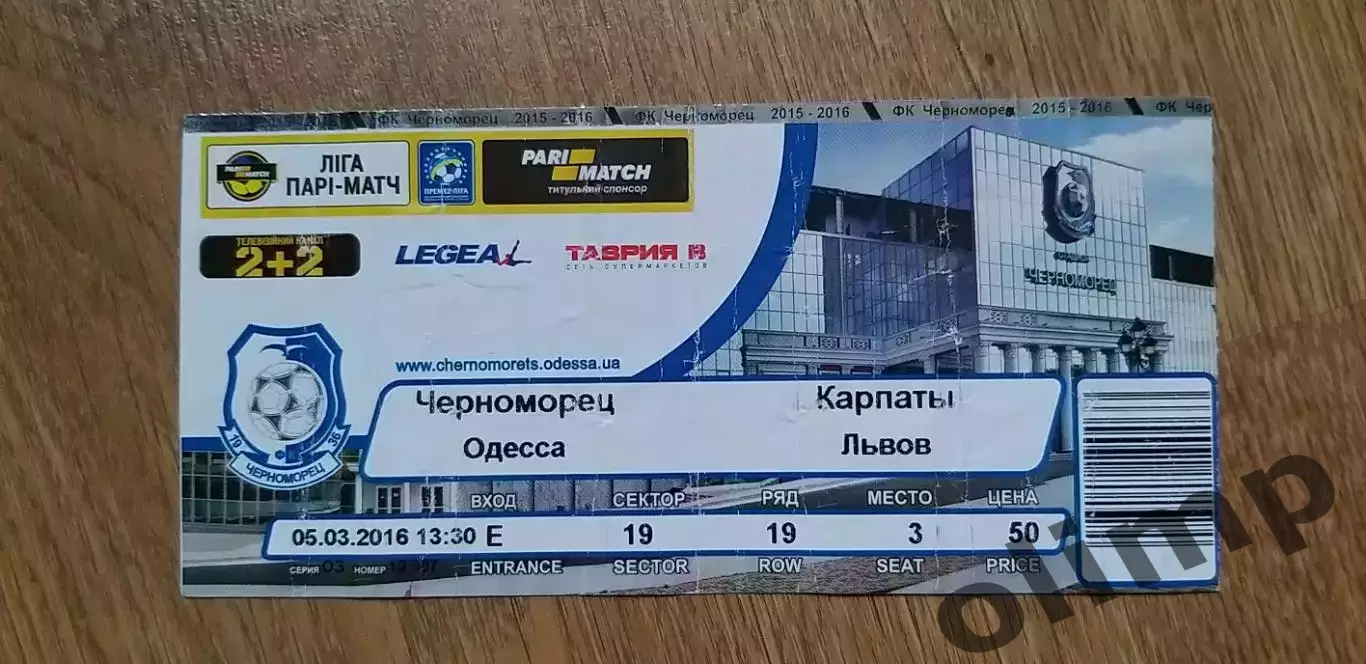 ФК Черноморец 2015 - 2016 ФК Черноморец 2015 - 2016 ФК Черноморец 2015 - 2016 ФК Чер
PARI MATCH
ЛІГА
ПАРІ-МАТЧ
ПРЕМ'ЄР-ЛІГА
PARI MATCH
ТИТУЛЬНИЙ СПОНСОР
ТЕЛЕВІЗІЙНИЙ КАНАЛ
2+2
LEGEA
ТАВРИЯ В
СЕТЬ СУПЕРМАРКЕТОВ
ЧЕРНОМОРЕЦ
www.chernomorets.odessa.ua
Черноморец Карпаты
Одесса Львов
19 36
ЧЕРНОМОРЕЦ
ВХОД СЕКТОР РЯД МЕСТО ЦЕНА
05.03.2016 13:30 E 19 19 3 50
СЕРИЯ 03 НОМЕР
ENTRANCE SECTOR ROW SEAT PRICE
olimp